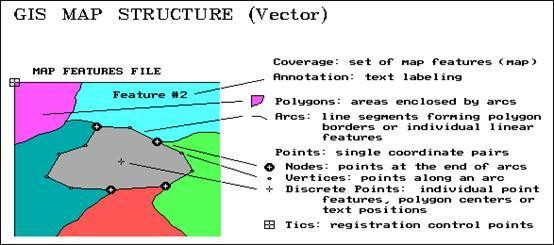 GIS MAP STRUCTURE (Vector)
Coverage: set of map features (map)
MAP FEATURES FILE
Annotation: text labeling
Feature #2
Polygons: areas enclosed by arcs
Arcs: line segments forming polygon
borders or individual linear
features
Points: single coordinate pairs
Nodes: points at the end of arcs
Vertices: points along an arc
Discrete Points: individual point
features, polygon centers or
text positions
Tics: registration control points